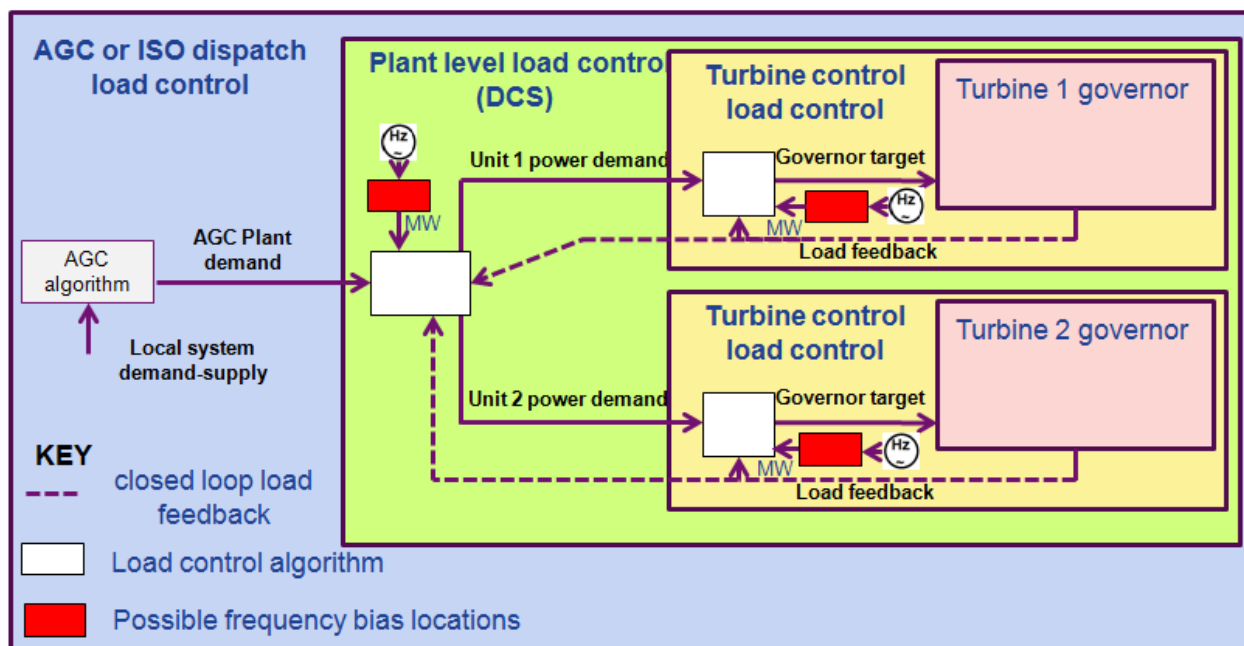 AGC or ISO dispatch
load control
Plant level load control
(DCS)
Turbine control
load control
Turbine 1 governor
Hz
~
Unit 1 power demand
Governor target
Hz
~
MW
MW
Load feedback
AGC Plant
demand
AGC
algorithm
Local system
demand-supply
Turbine control
load control
Turbine 2 governor
Unit 2 power demand
Governor target
Hz
~
MW
Load feedback
KEY
closed loop load
feedback
Load control algorithm
Possible frequency bias locations